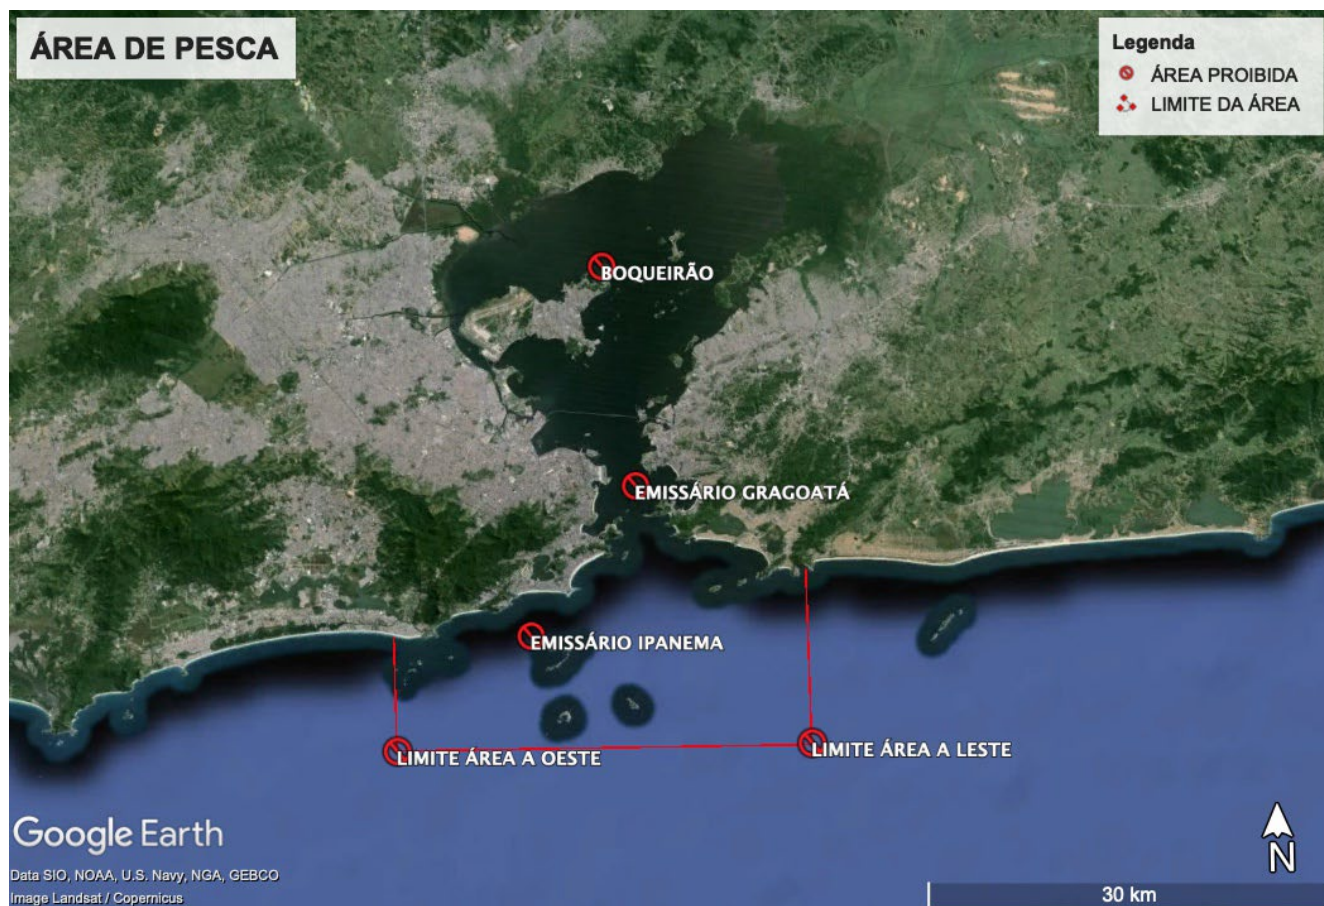 ÁREA DE PESCA
Legenda
ÁREA PROIBIDA
LIMITE DA ÁREA
BOQUEIRÃO
EMISSÁRIO GRAGOATÁ
EMISSÁRIO IPANEMA
LIMITE ÁREA A OESTE
LIMITE ÁREA A LESTE
Google Earth
Data SIO, NOAA, U.S. Navy, NGA, GEBCO
Image Landsat / Copernicus
N
30 km